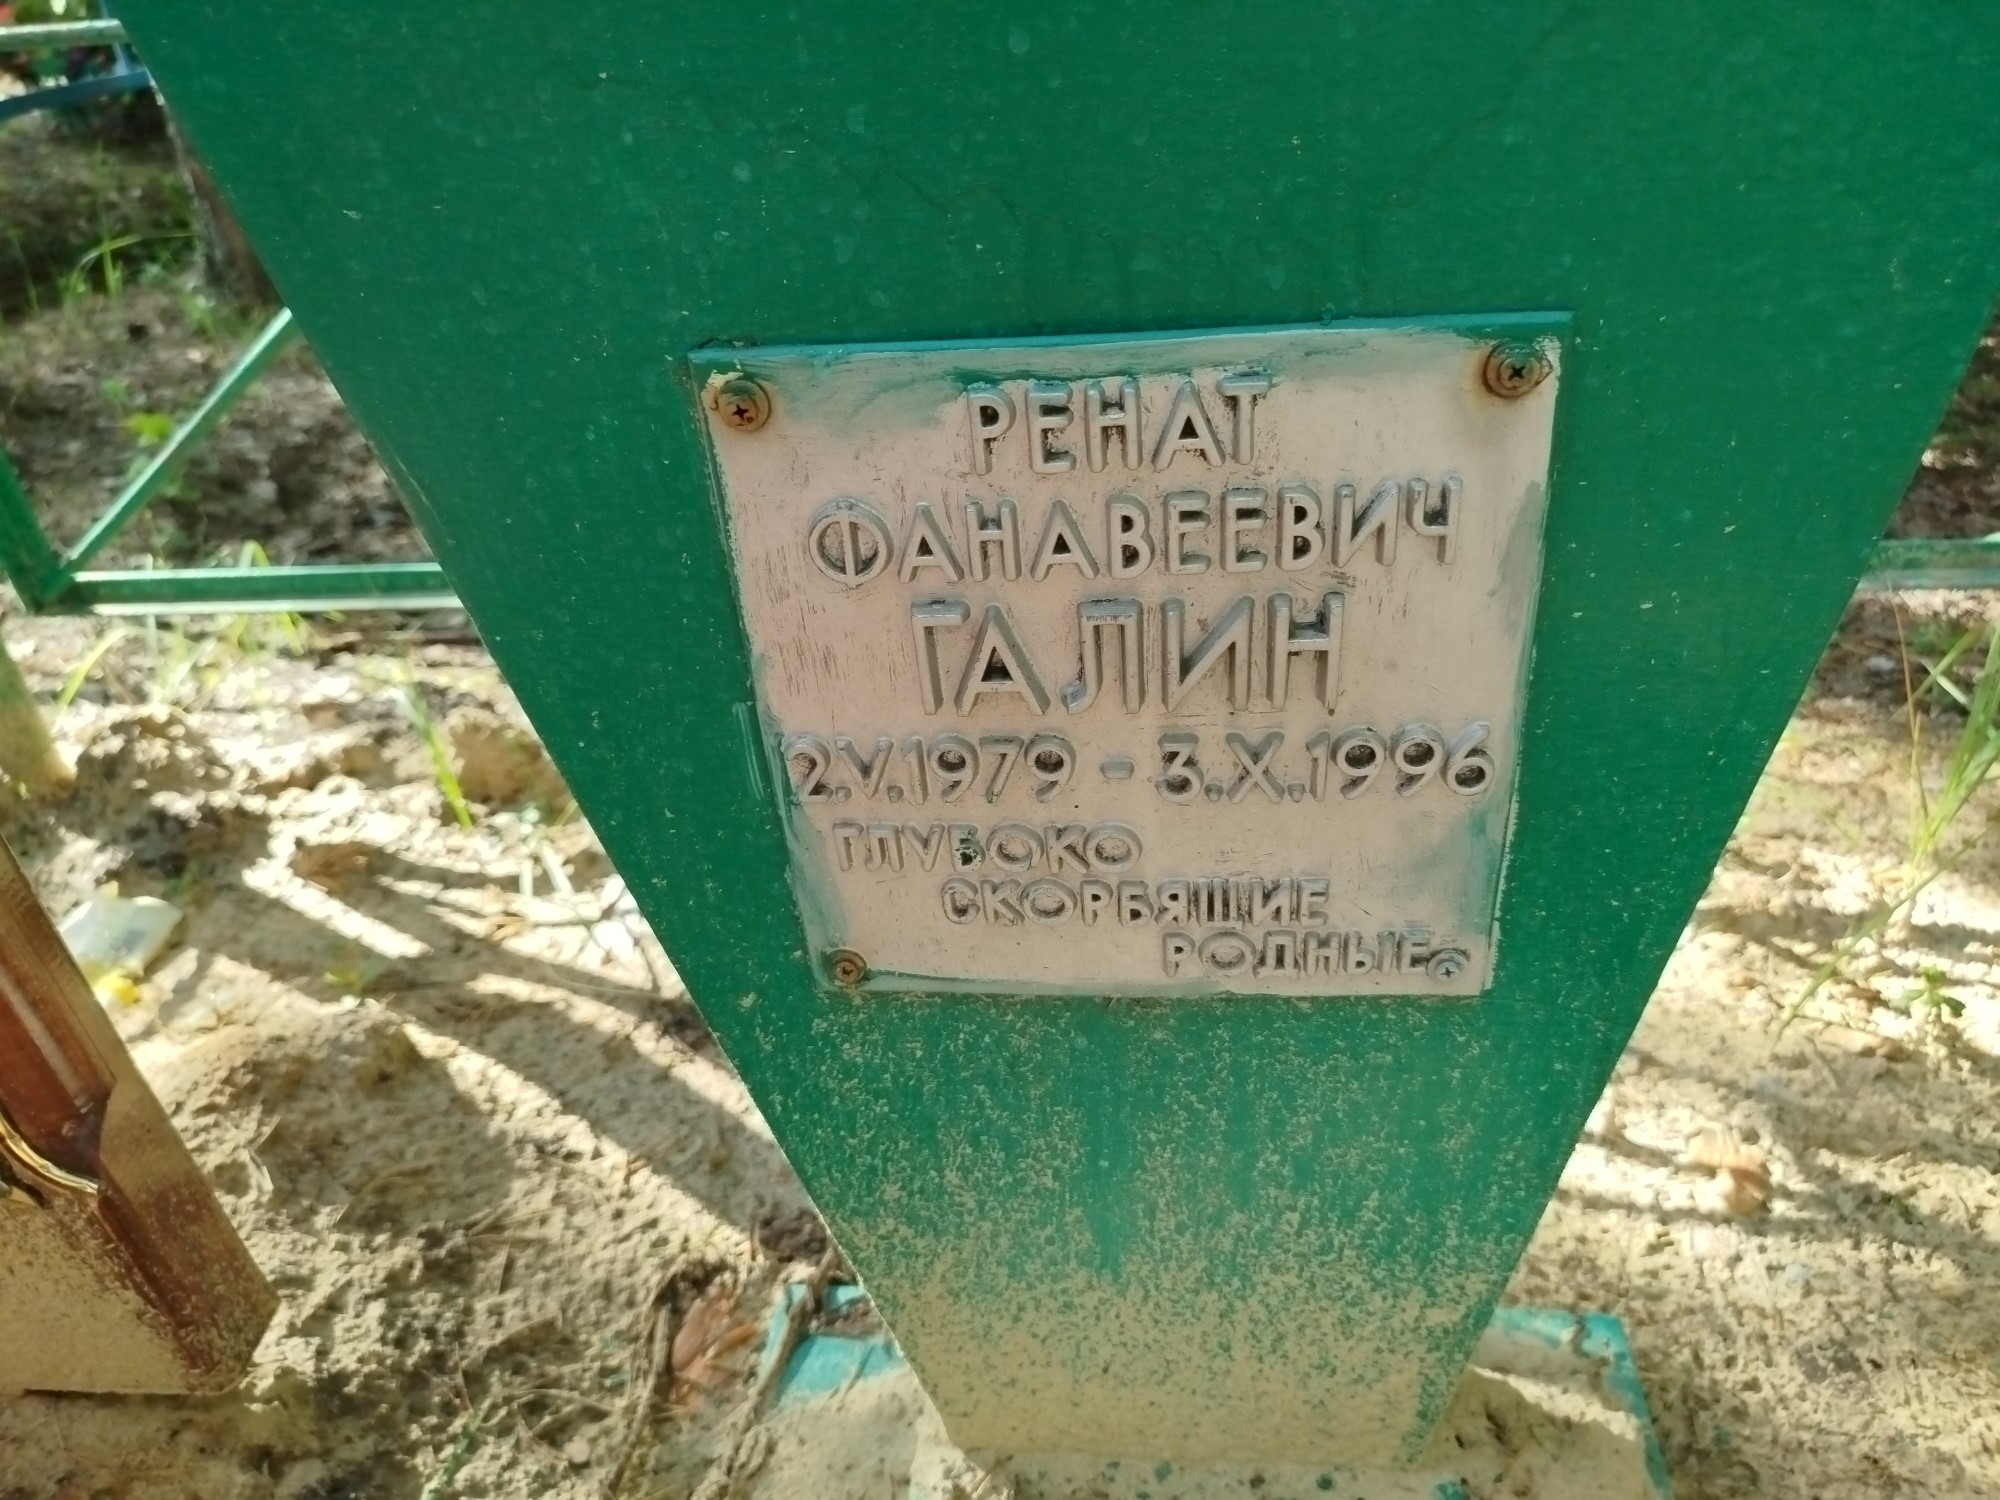 РЕНАТ
ФАНАВЕЕВИЧ
ГАЛИН
2.V.1979 - 3.X.1996
ГЛУБОКО
СКОРБЯЩИЕ
РОДНЫЕ